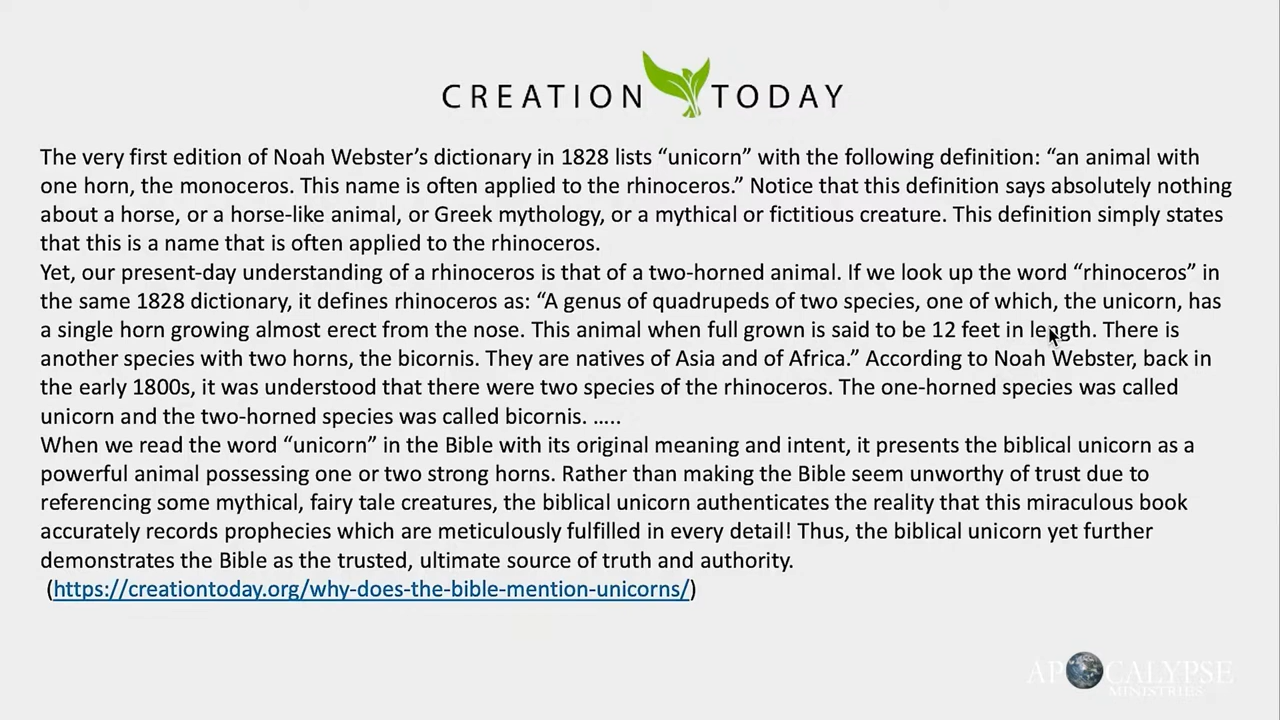 CREATION TODAY
The very first edition of Noah Webster’s dictionary in 1828 lists “unicorn” with the following definition: “an animal with
one horn, the monoceros. This name is often applied to the rhinoceros.” Notice that this definition says absolutely nothing
about a horse, or a horse-like animal, or Greek mythology, or a mythical or fictitious creature. This definition simply states
that this is a name that is often applied to the rhinoceros.
Yet, our present-day understanding of a rhinoceros is that of a two-horned animal. If we look up the word “rhinoceros” in
the same 1828 dictionary, it defines rhinoceros as: “A genus of quadrupeds of two species, one of which, the unicorn, has
a single horn growing almost erect from the nose. This animal when full grown is said to be 12 feet in length. There is
another species with two horns, the bicornis. They are natives of Asia and of Africa.” According to Noah Webster, back in
the early 1800s, it was understood that there were two species of the rhinoceros. The one-horned species was called
unicorn and the two-horned species was called bicornis. …..
When we read the word “unicorn” in the Bible with its original meaning and intent, it presents the biblical unicorn as a
powerful animal possessing one or two strong horns. Rather than making the Bible seem unworthy of trust due to
referencing some mythical, fairy tale creatures, the biblical unicorn authenticates the reality that this miraculous book
accurately records prophecies which are meticulously fulfilled in every detail! Thus, the biblical unicorn yet further
demonstrates the Bible as the trusted, ultimate source of truth and authority.
(https://creationtoday.org/why-does-the-bible-mention-unicorns/)
APOCALYPSE
MINISTRIES